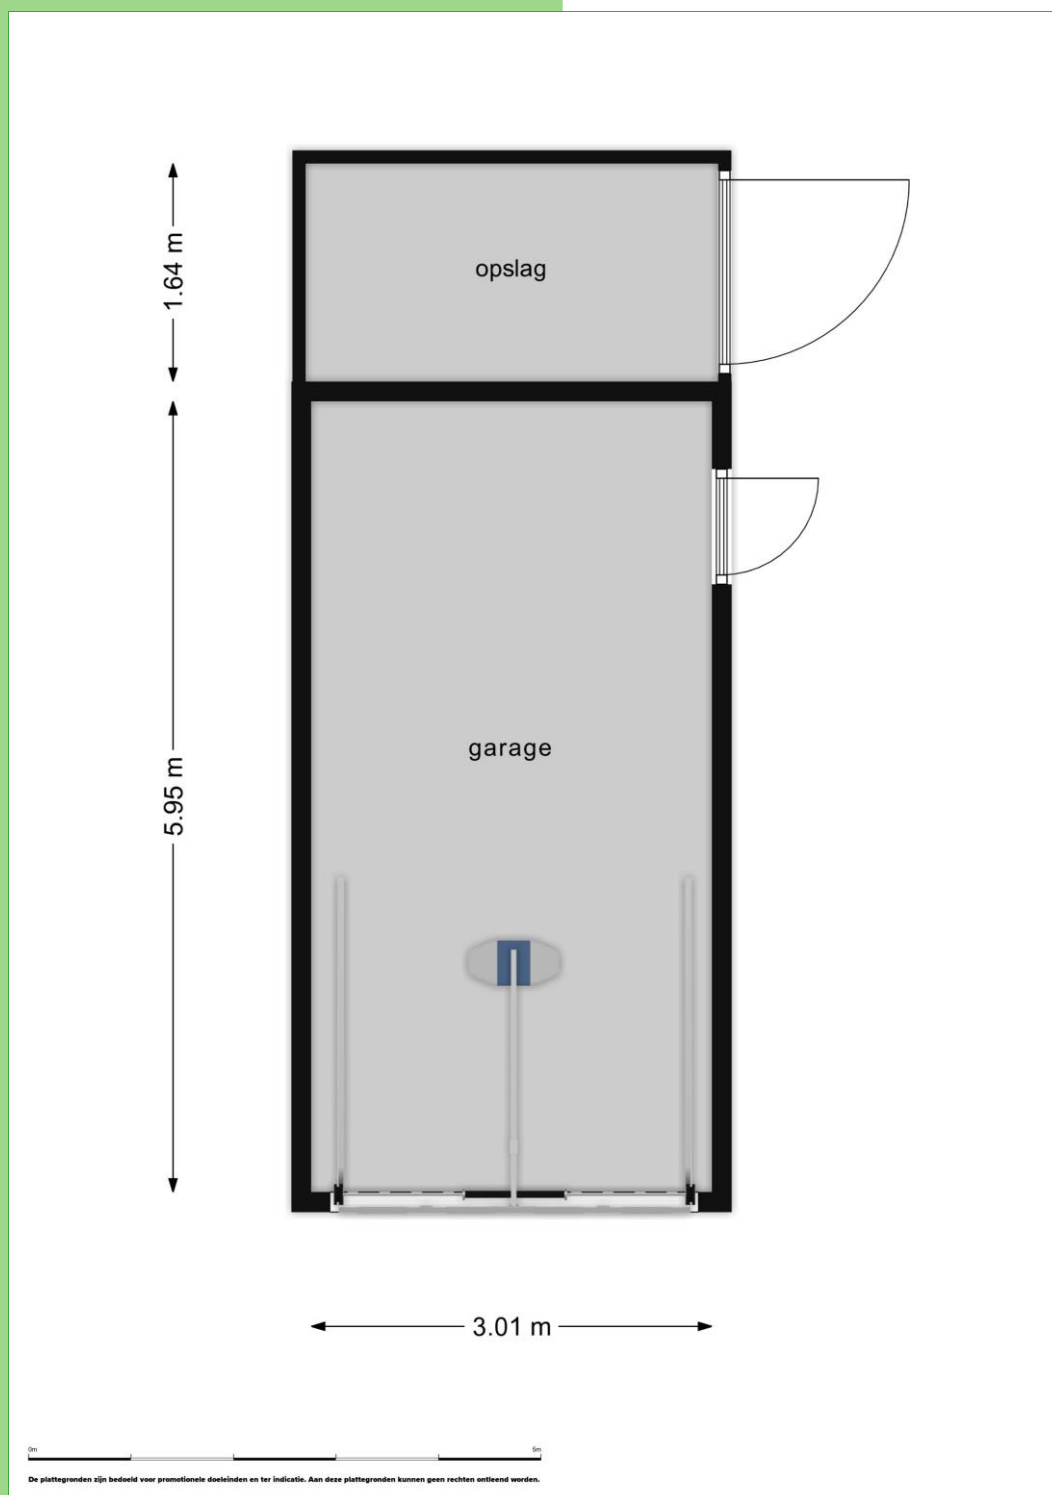 1.64 m
opslag
5.95 m
garage
3.01 m
0m 5m
De plattegronden zijn bedoeld voor promotionele doeleinden en ter indicatie. Aan deze plattegronden kunnen geen rechten ontleend worden.